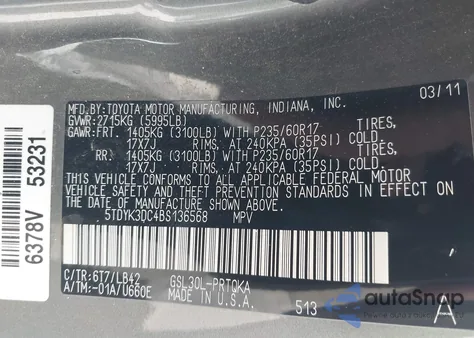 03/11
MFD. BY: TOYOTA MOTOR MANUFACTURING, INDIANA, INC.
GVWR: 2715KG (5995LB)
GAWR: FRT. 1405KG (3100LB) WITH P235/60R17 TIRES,
17X7J RIMS, AT 240KPA (35PSI) COLD.
RR. 1405KG (3100LB) WITH P235/60R17 TIRES,
17X7J RIMS, AT 240KPA (35PSI) COLD.
THIS VEHICLE CONFORMS TO ALL APPLICABLE FEDERAL MOTOR
VEHICLE SAFETY AND THEFT PREVENTION STANDARDS IN EFFECT ON
THE DATE OF MANUFACTURE SHOWN ABOVE.
5TDYK3DC4BS136568 MPV
C/TR: 6T7/LB42 GSL30L-PRTQKA
A/TM: -01A/U660E MADE IN U.S.A. 513 A
6378V 53231
autoSnap